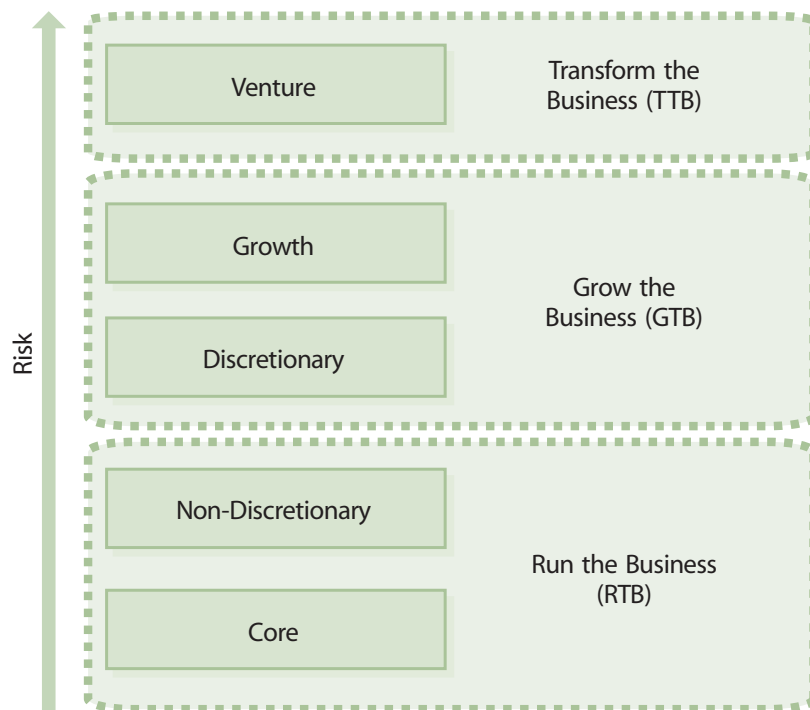 Venture
Transform the
Business (TTB)
Growth
Discretionary
Grow the
Business (GTB)
Risk
Non-Discretionary
Core
Run the Business
(RTB)